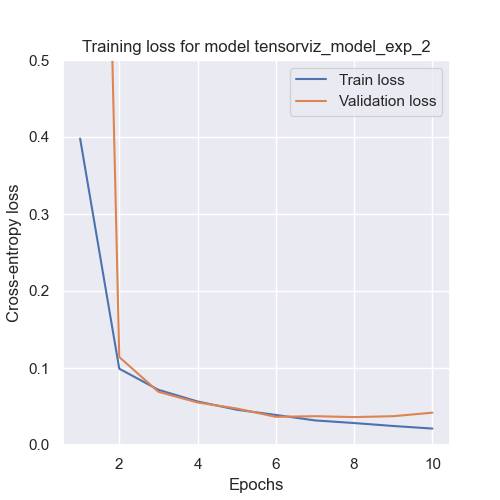 Training loss for model tensorviz_model_exp_2
0.5
Train loss
Validation loss
0.4
0.3
0.2
0.1
0.0
Cross-entropy loss
2
4
6
8
10
Epochs